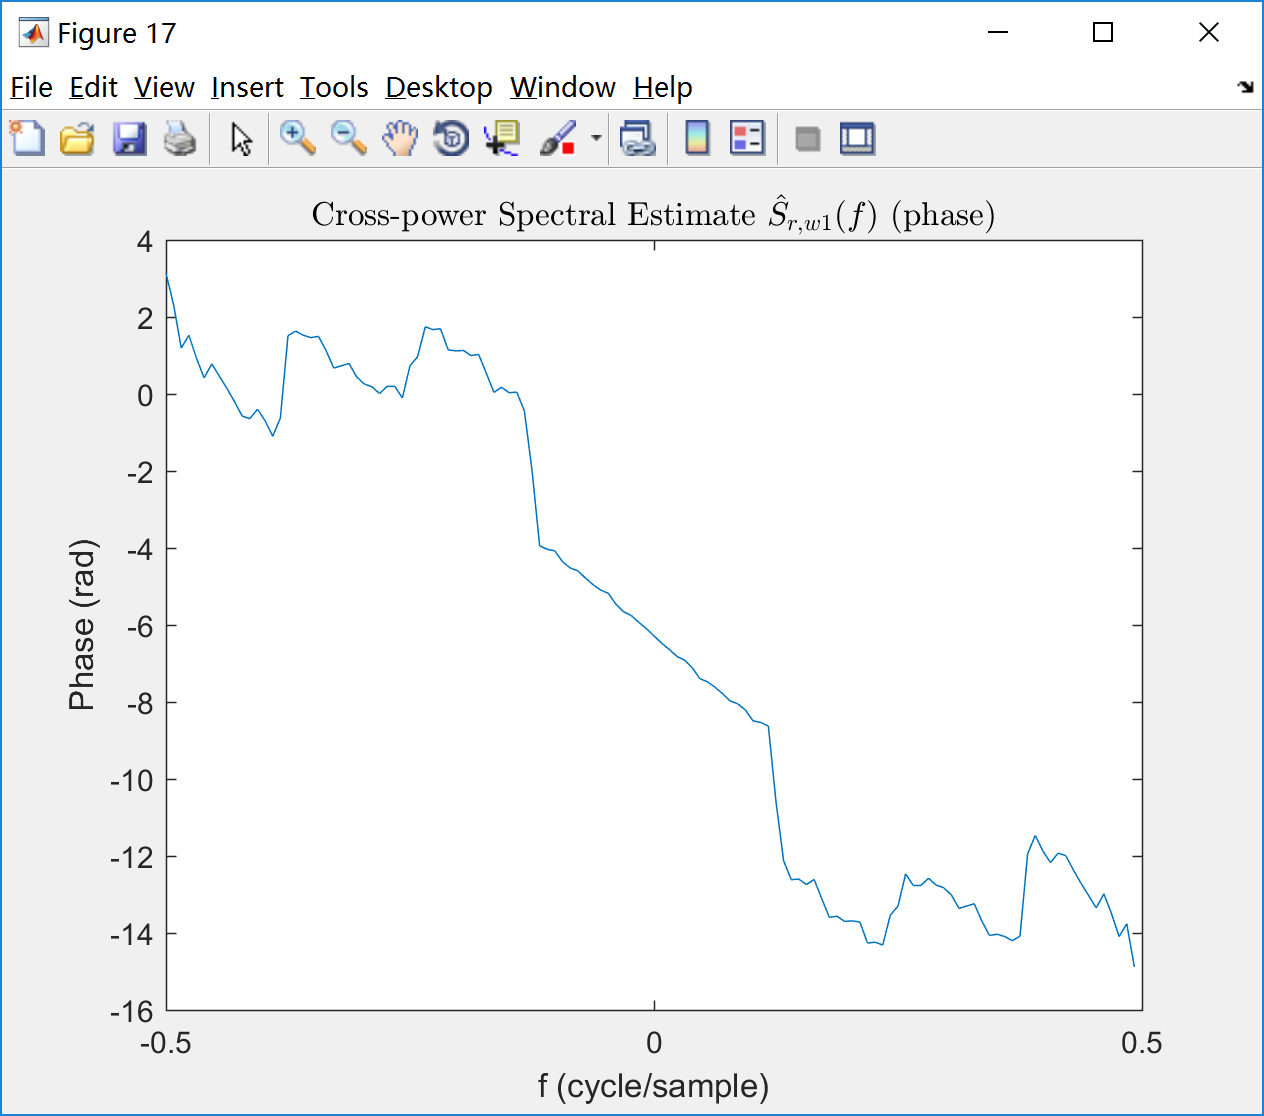 Figure 17
File Edit View Insert Tools Desktop Window Help
Cross-power Spectral Estimate $\hat{S}_{r,w1}(f)$ (phase)
4
2
0
-2
-4
-6
-8
-10
-12
-14
-16
Phase (rad)
-0.5 0 0.5
f (cycle/sample)